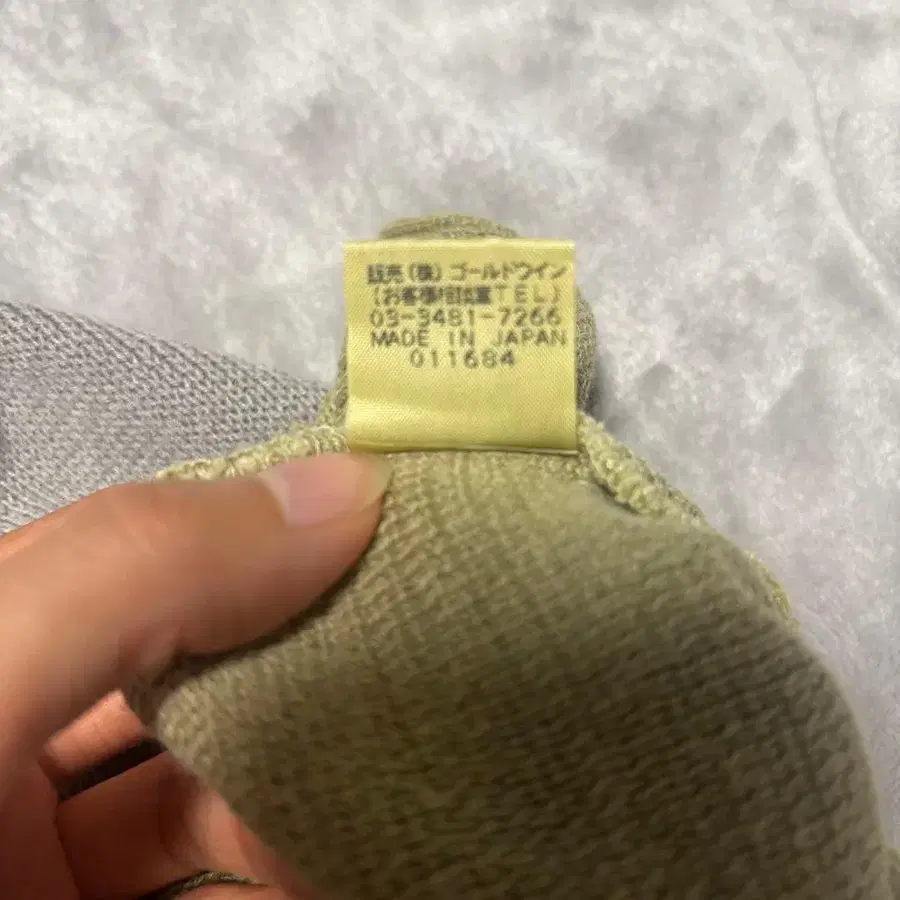 販売(株)ゴールドウイン
(お客様相談室TEL)
03-3481-7266
MADE IN JAPAN
011684